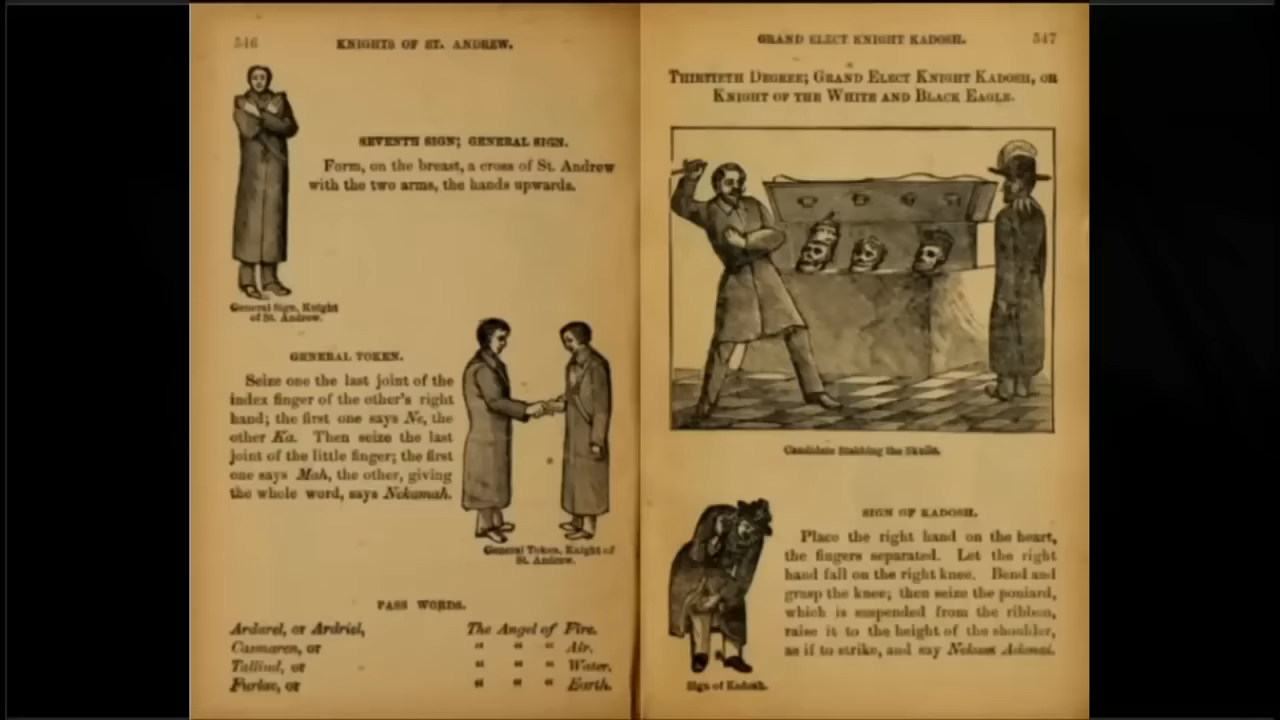 546
KNIGHTS OF ST. ANDREW.
SEVENTH SIGN; GENERAL SIGN.
Form, on the breast, a cross of St. Andrew
with the two arms, the hands upwards.
General Sign, Knight
of St. Andrew.
GENERAL TOKEN.
Seize one the last joint of the
index finger of the other's right
hand; the first one says Ne, the
other Ka. Then seize the last
joint of the little finger; the first
one says Mah, the other, giving
the whole word, says Nekamah.
General Token, Knight of
St. Andrew.
PASS WORDS.
Ardarel, or Ardriel, The Angel of Fire.
Casmaran, or " " " Air.
Talliud, or " " " Water.
Furlac, or " " " Earth.
GRAND ELECT KNIGHT KADOSH.
547
THIRTIETH DEGREE; GRAND ELECT KNIGHT KADOSH, OR
KNIGHT OF THE WHITE AND BLACK EAGLE.
Candidate Stabbing the Skulls.
SIGN OF KADOSH.
Place the right hand on the heart,
the fingers separated. Let the right
hand fall on the right knee. Bend and
grasp the knee; then seize the poniard,
which is suspended from the ribbon,
raise it to the height of the shoulder,
as if to strike, and say Nekam Adonai.
Sign of Kadosh.